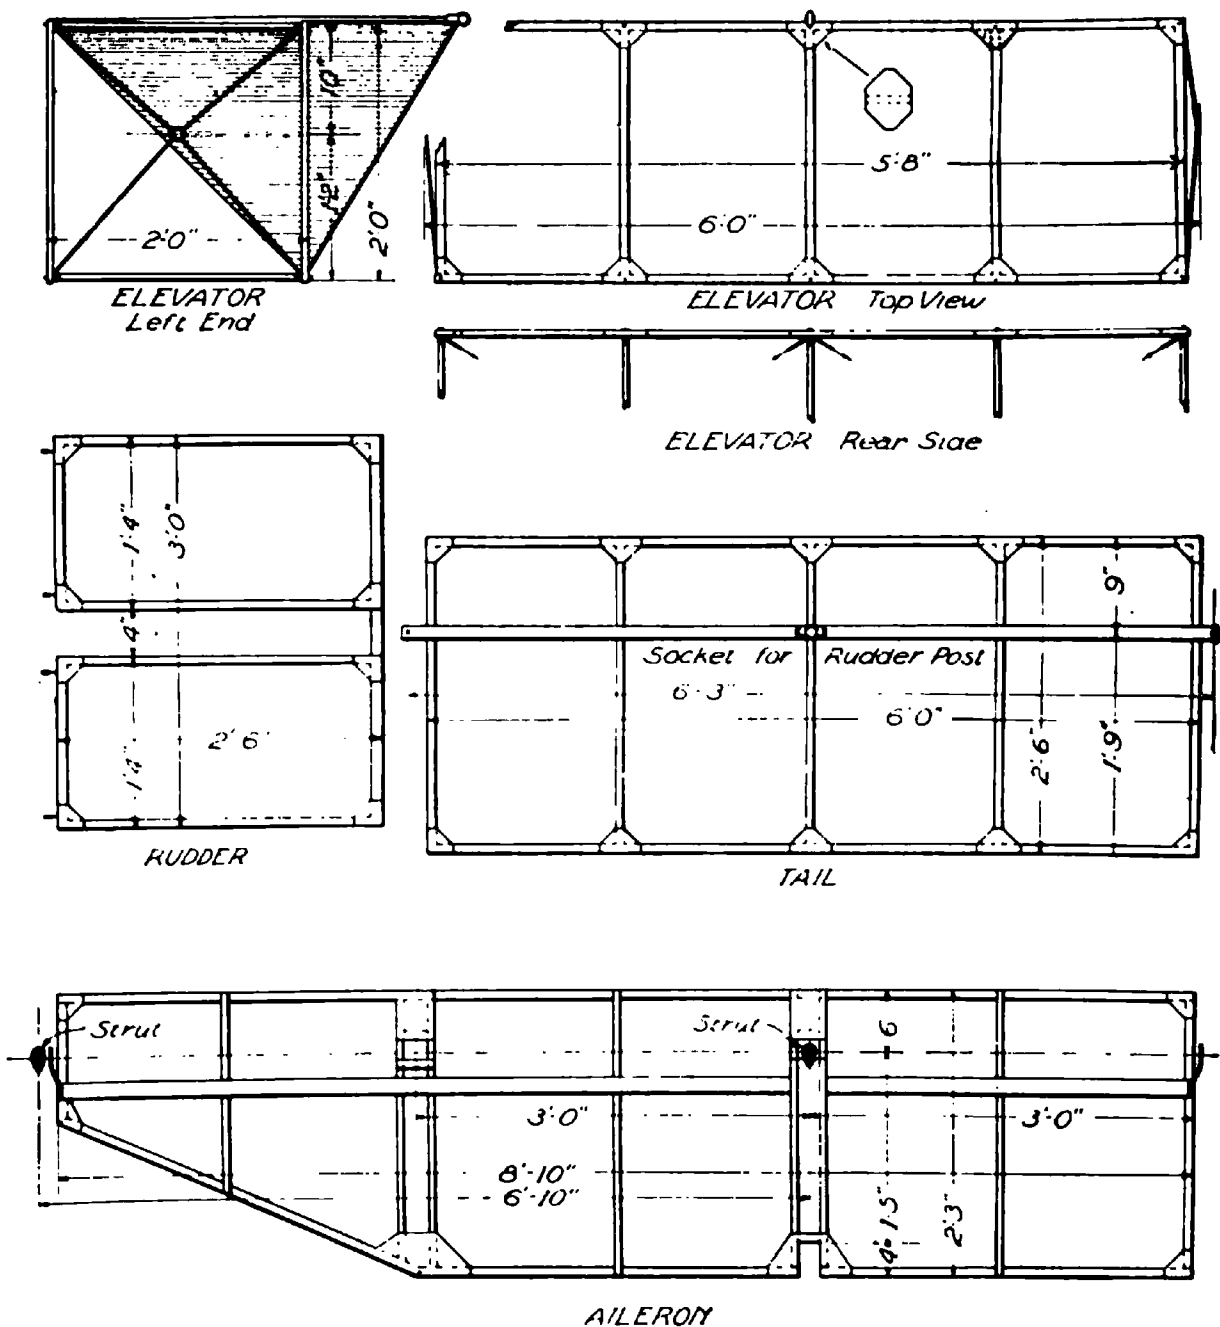 10"
1'2"
2'0"
2'0"
ELEVATOR
Left End
5'8"
6'0"
ELEVATOR Top View
ELEVATOR Rear Side
1'4"
3'0"
4"
2'6"
1'4"
RUDDER
9"
Socket for Rudder Post
6'-3"
6'0"
2'6"
1'9"
TAIL
Strut
Strut
6
3'-0"
3'-0"
8'-10"
6'-10"
2'3"
AILERON